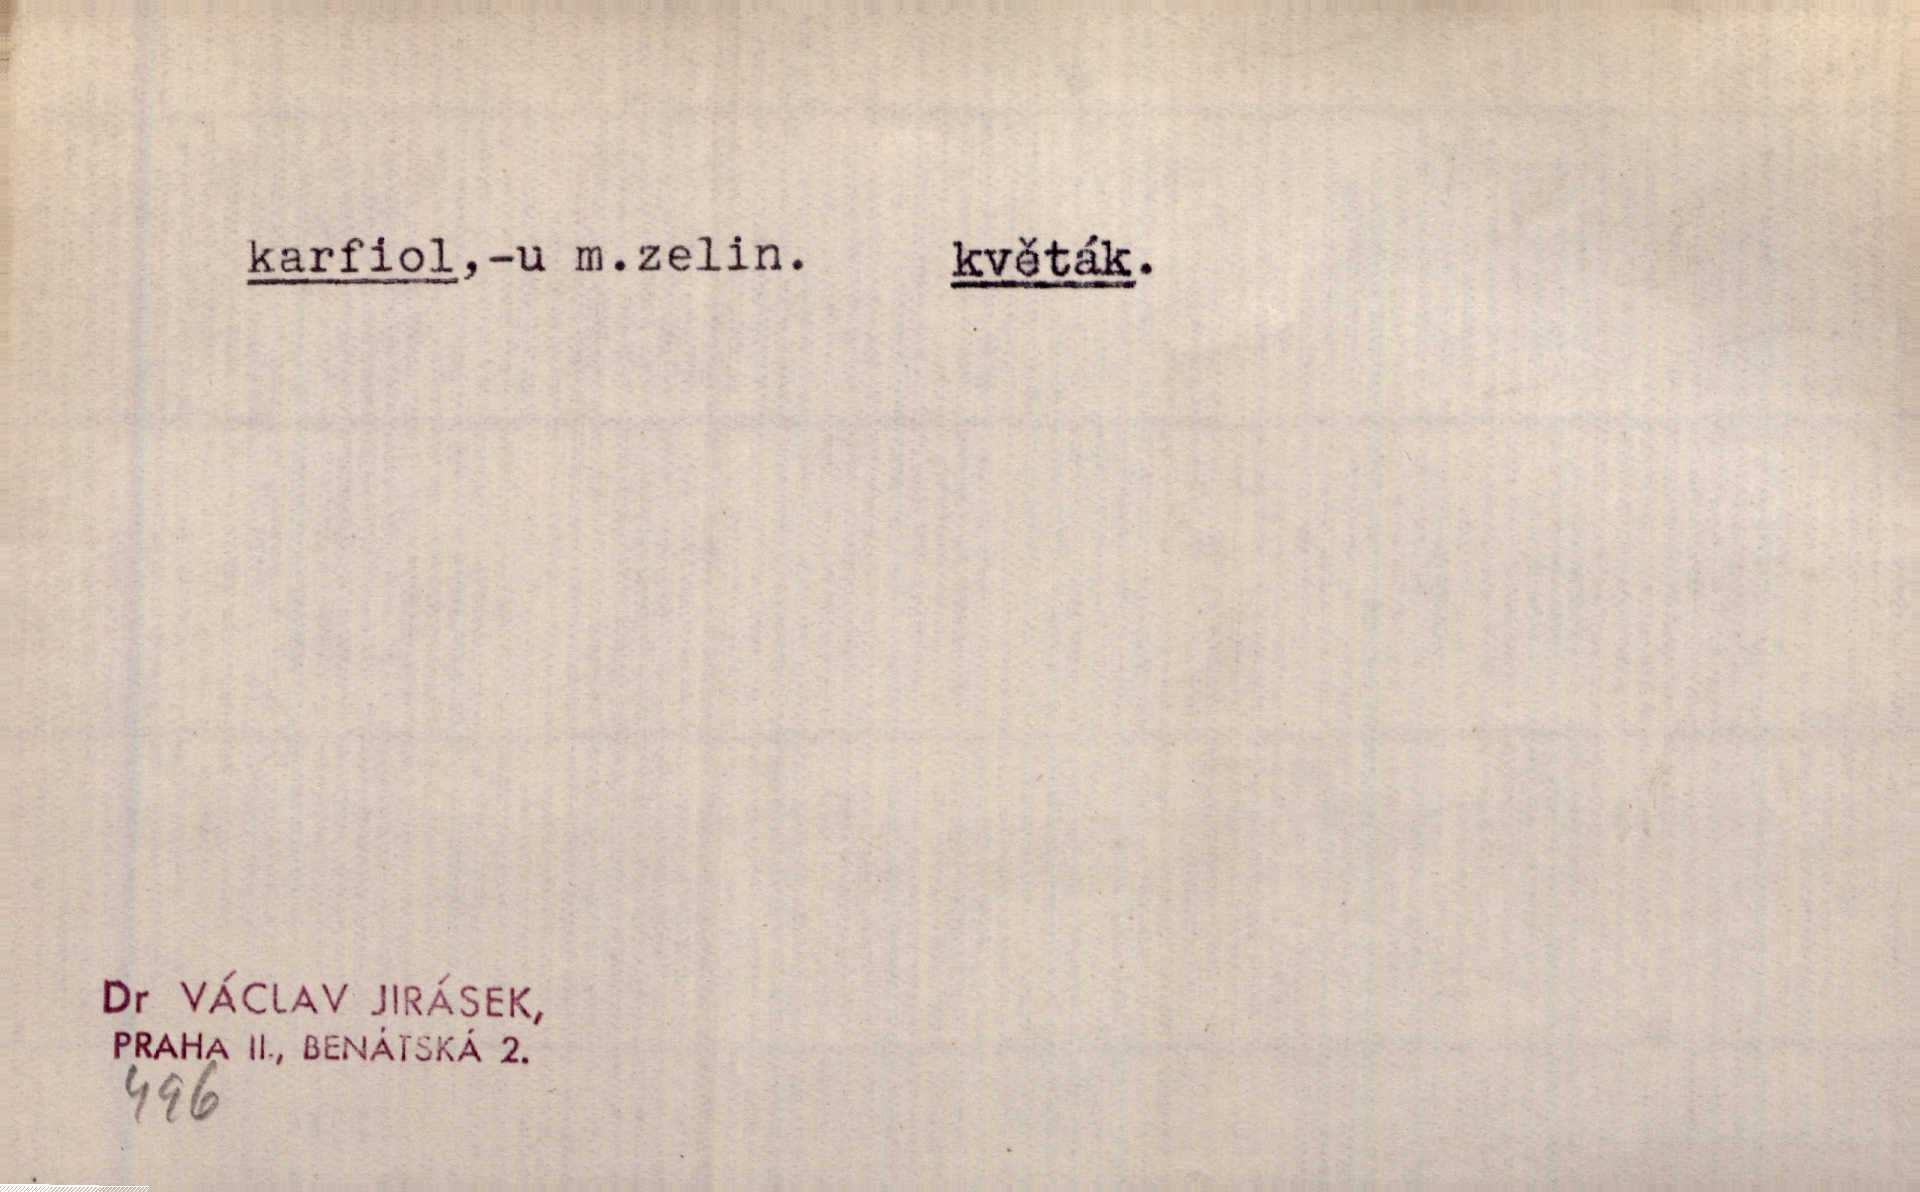 karfiol,-u m.zelin. květák.
Dr VÁCLAV JIRÁSEK,
PRAHA II., BENÁTSKÁ 2.
496